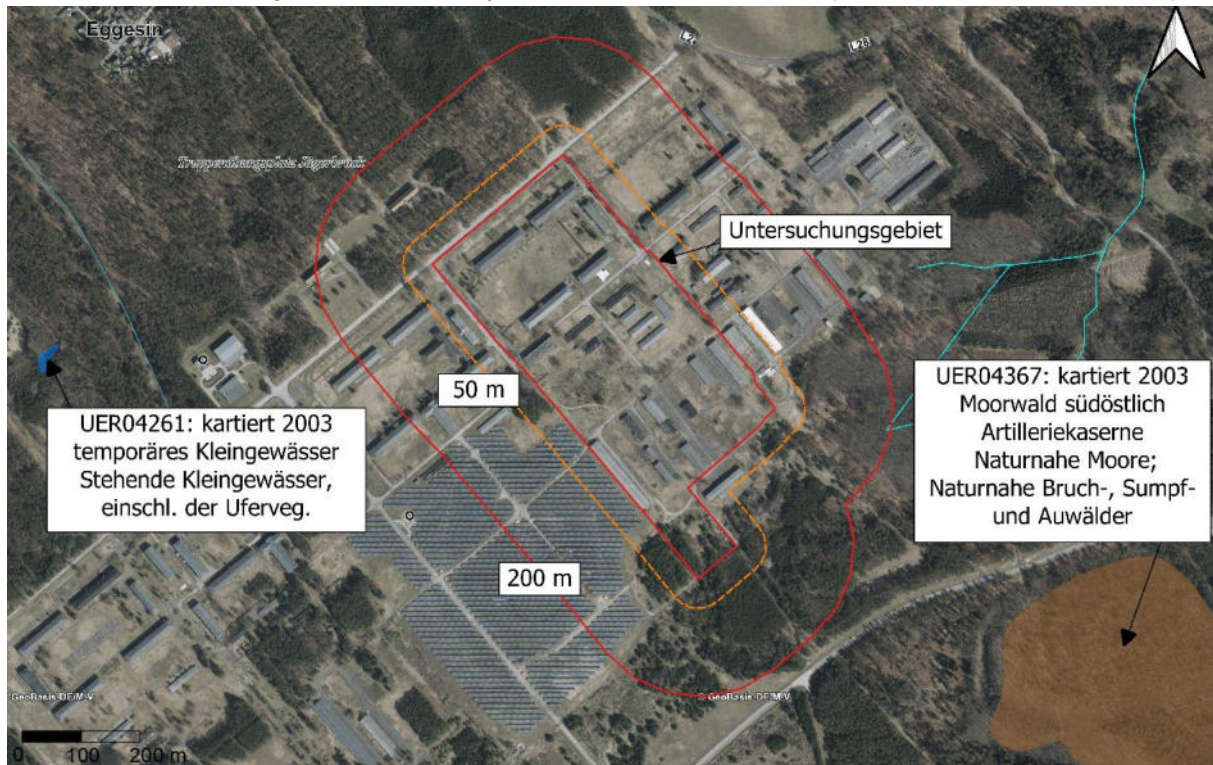 Eggesin
L28
Truppenübungsplatz Jägerbrück
Untersuchungsgebiet
50 m
UER04261: kartiert 2003
temporäres Kleingewässer
Stehende Kleingewässer,
einschl. der Uferveg.
UER04367: kartiert 2003
Moorwald südöstlich
Artilleriekaserne
Naturnahe Moore;
Naturnahe Bruch-, Sumpf-
und Auwälder
200 m
© GeoBasis-DE/M-V
© GeoBasis-DE/M-V
0 100 200 m